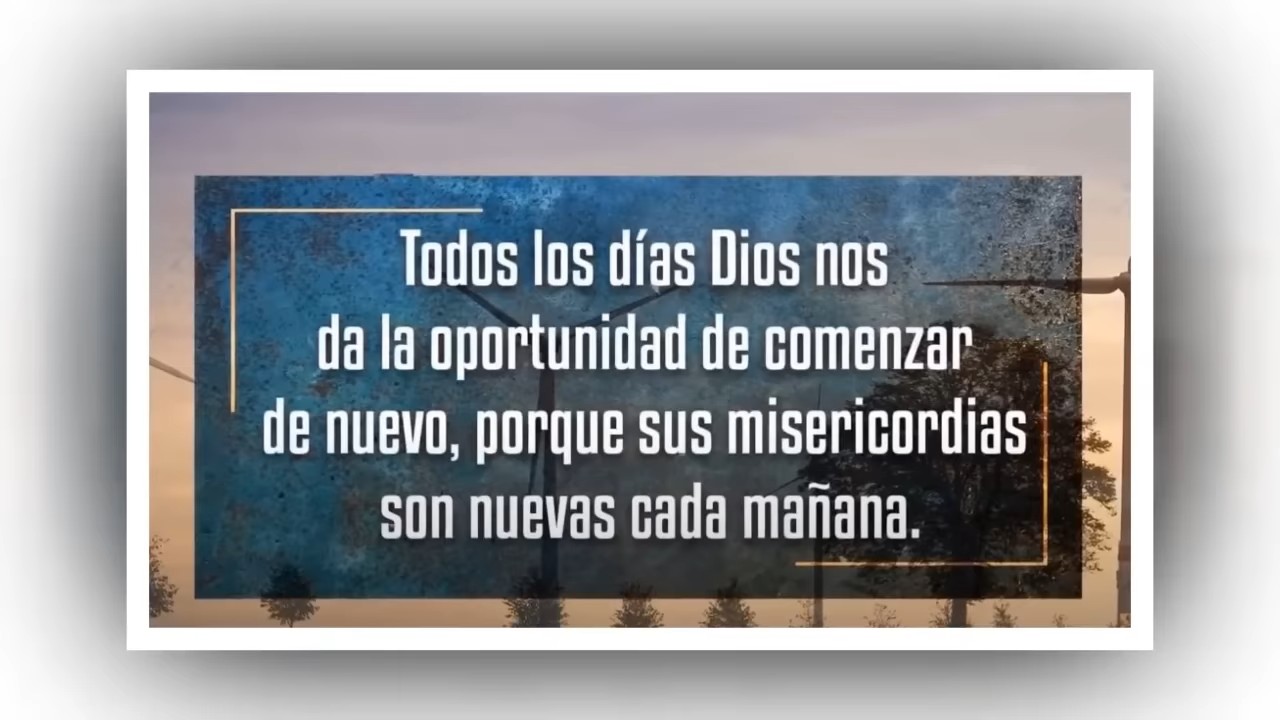 Todos los días Dios nos
da la oportunidad de comenzar
de nuevo, porque sus misericordias
son nuevas cada mañana.